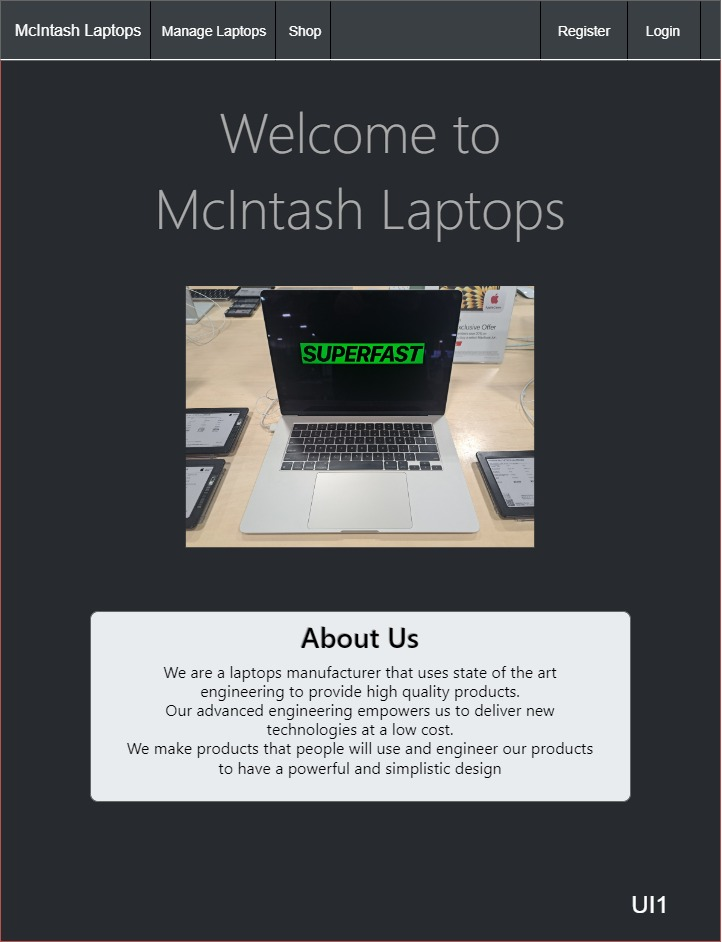 McIntash Laptops
Manage Laptops
Shop
Register
Login
Welcome to
McIntash Laptops
SUPERFAST
xclusive Offer
About Us
We are a laptops manufacturer that uses state of the art
engineering to provide high quality products.
Our advanced engineering empowers us to deliver new
technologies at a low cost.
We make products that people will use and engineer our products
to have a powerful and simplistic design
UI1